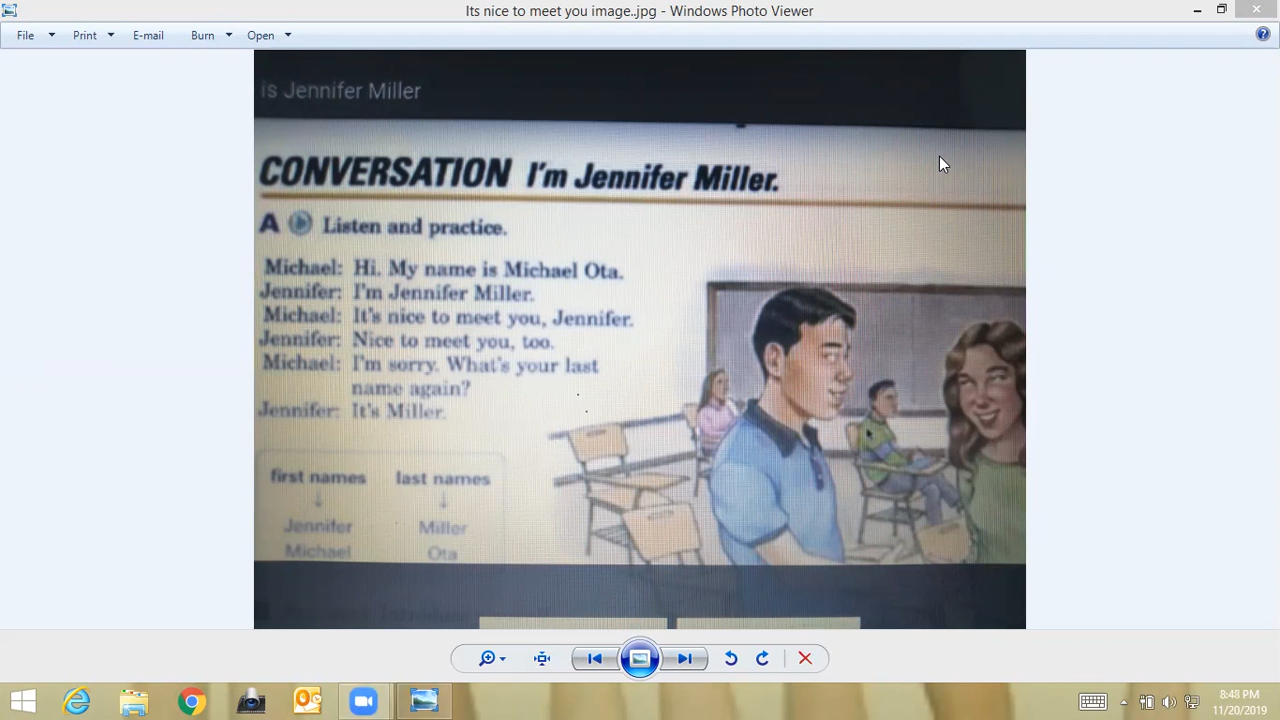 Its nice to meet you image..jpg - Windows Photo Viewer
File Print E-mail Burn Open
is Jennifer Miller
CONVERSATION I'm Jennifer Miller.
A Listen and practice.
Michael: Hi. My name is Michael Ota.
Jennifer: I'm Jennifer Miller.
Michael: It's nice to meet you, Jennifer.
Jennifer: Nice to meet you, too.
Michael: I'm sorry. What's your last
name again?
Jennifer: It's Miller.
first names last names
Jennifer Miller
Michael Ota
8:48 PM
11/20/2019